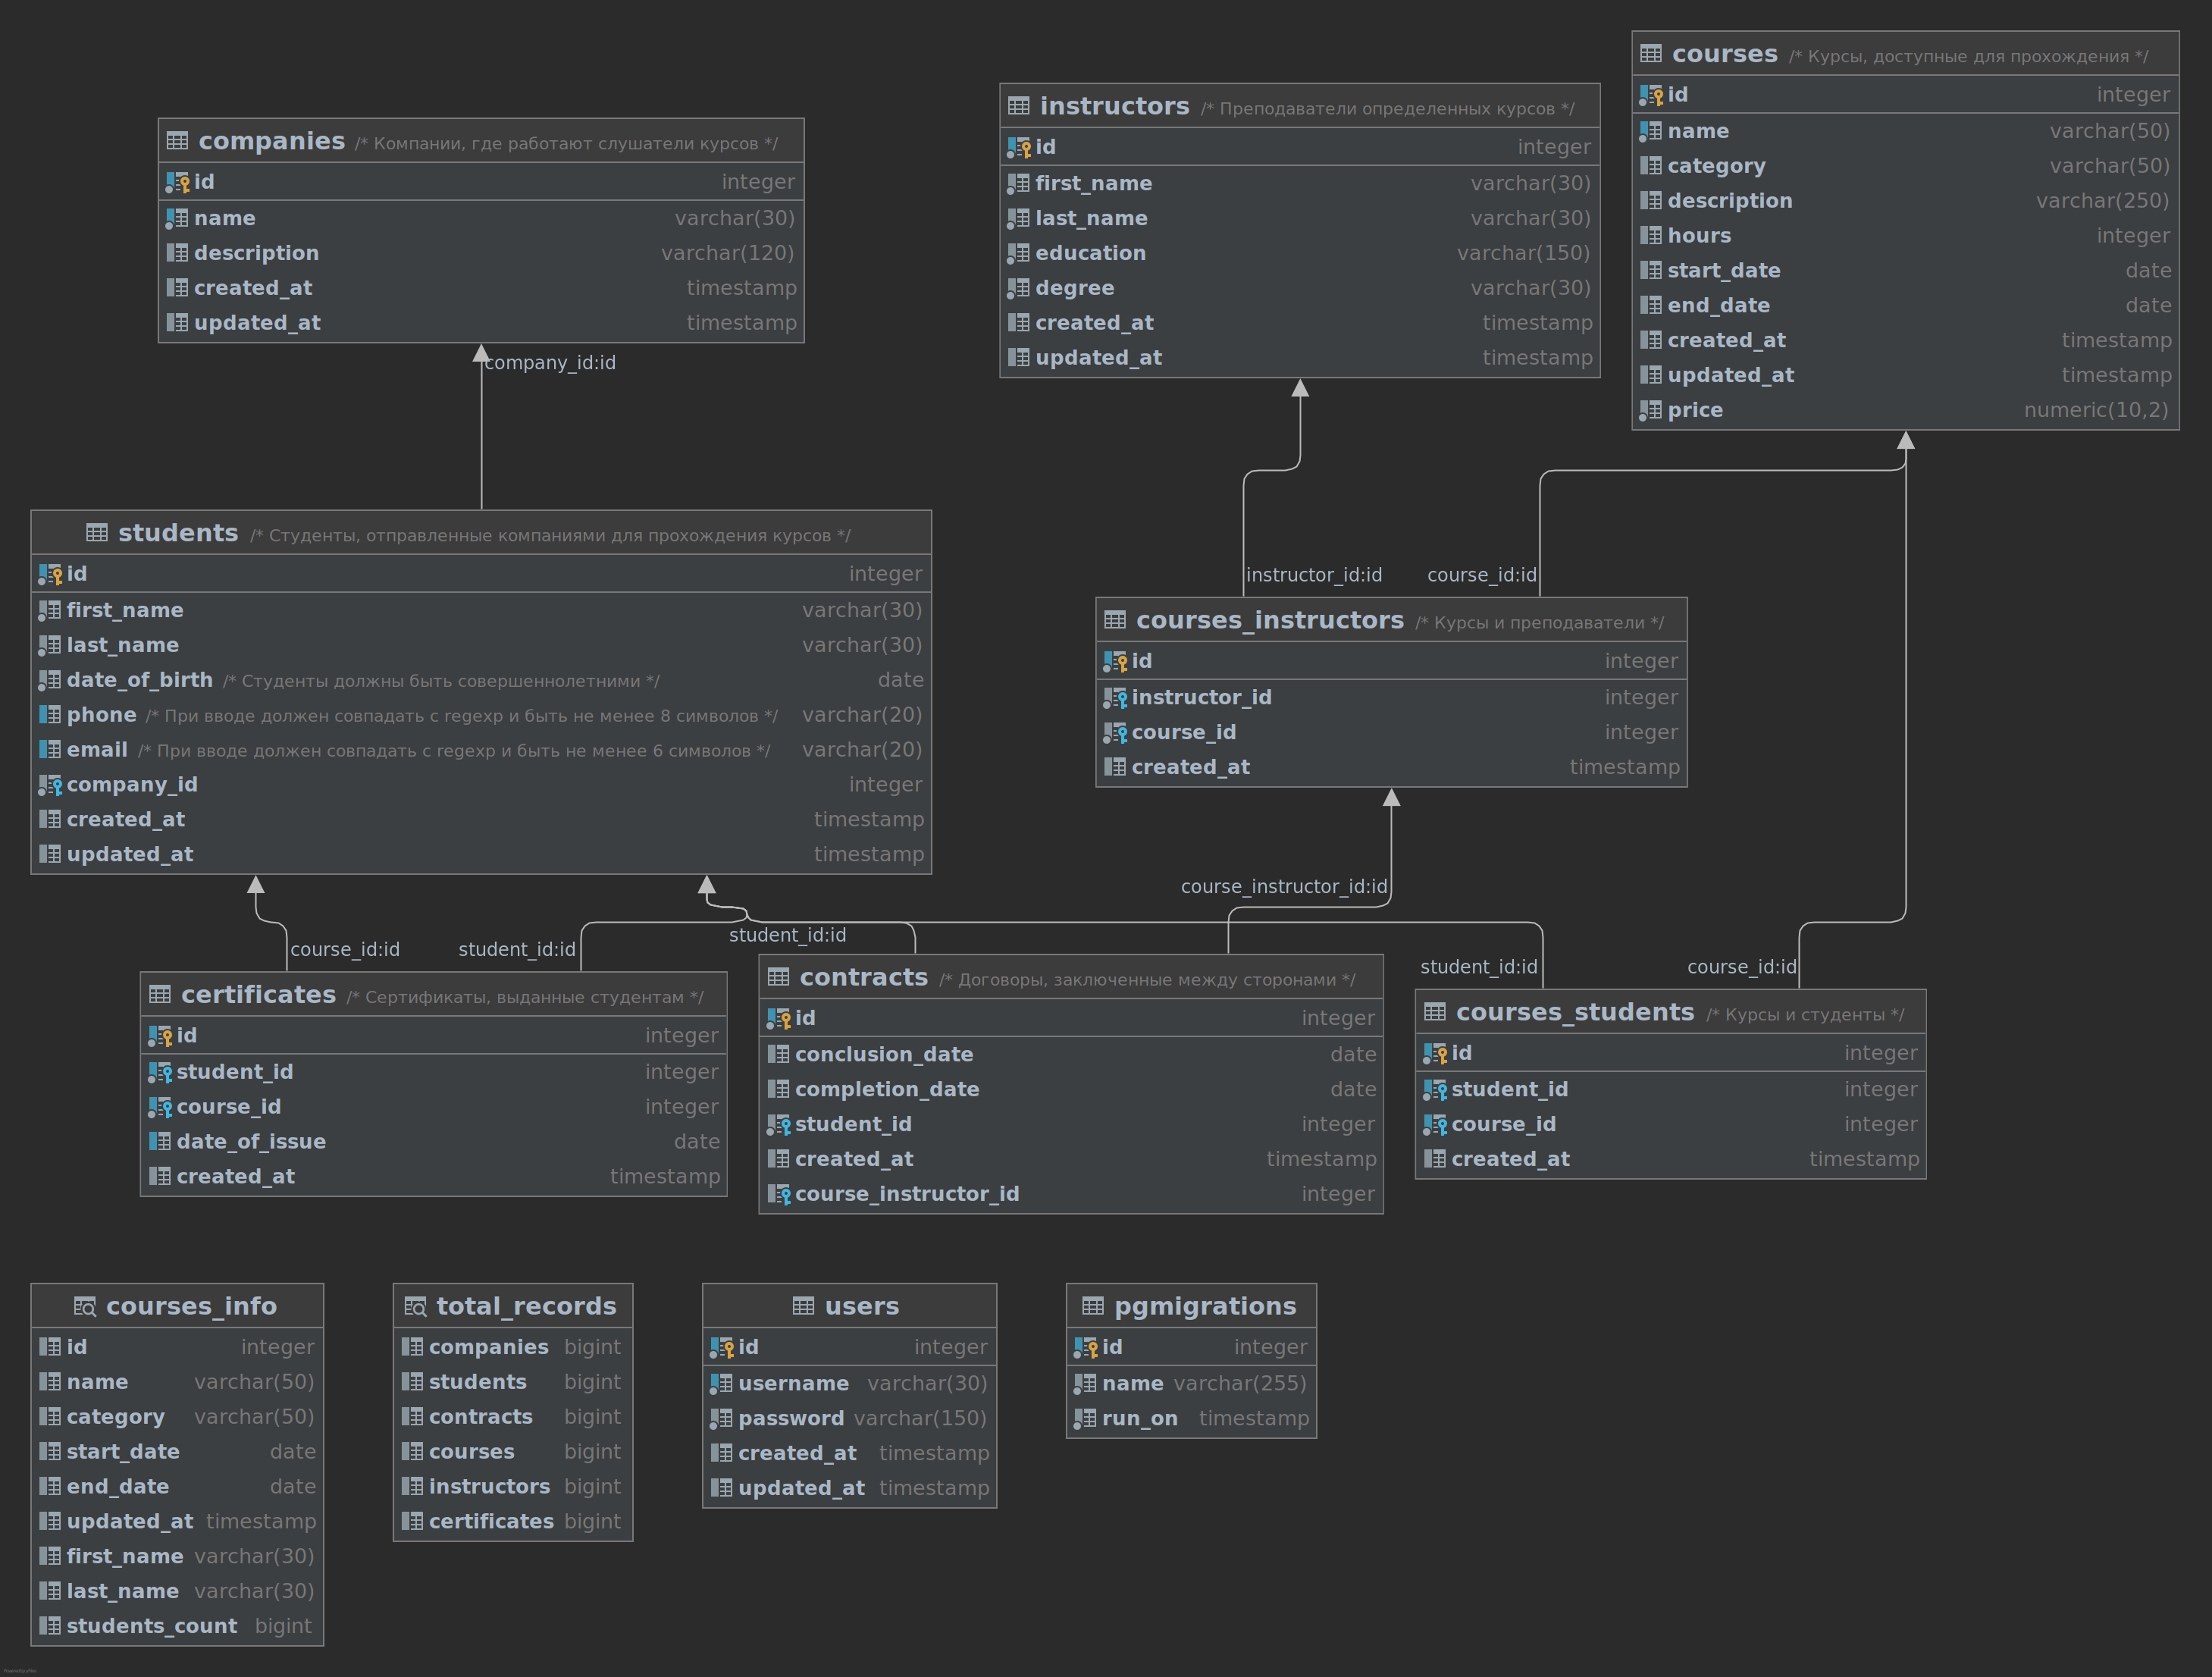 companies /* Компании, где работают слушатели курсов */
id integer
name varchar(30)
description varchar(120)
created_at timestamp
updated_at timestamp
company_id:id
instructors /* Преподаватели определенных курсов */
id integer
first_name varchar(30)
last_name varchar(30)
education varchar(150)
degree varchar(30)
created_at timestamp
updated_at timestamp
courses /* Курсы, доступные для прохождения */
id integer
name varchar(50)
category varchar(50)
description varchar(250)
hours integer
start_date date
end_date date
created_at timestamp
updated_at timestamp
price numeric(10,2)
students /* Студенты, отправленные компаниями для прохождения курсов */
id integer
first_name varchar(30)
last_name varchar(30)
date_of_birth /* Студенты должны быть совершеннолетними */ date
phone /* При вводе должен совпадать с regexp и быть не менее 8 символов */ varchar(20)
email /* При вводе должен совпадать с regexp и быть не менее 6 символов */ varchar(20)
company_id integer
created_at timestamp
updated_at timestamp
instructor_id:id course_id:id
courses_instructors /* Курсы и преподаватели */
id integer
instructor_id integer
course_id integer
created_at timestamp
course_instructor_id:id
course_id:id student_id:id
student_id:id
student_id:id course_id:id
certificates /* Сертификаты, выданные студентам */
id integer
student_id integer
course_id integer
date_of_issue date
created_at timestamp
contracts /* Договоры, заключенные между сторонами */
id integer
conclusion_date date
completion_date date
student_id integer
created_at timestamp
course_instructor_id integer
courses_students /* Курсы и студенты */
id integer
student_id integer
course_id integer
created_at timestamp
courses_info
id integer
name varchar(50)
category varchar(50)
start_date date
end_date date
updated_at timestamp
first_name varchar(30)
last_name varchar(30)
students_count bigint
total_records
companies bigint
students bigint
contracts bigint
courses bigint
instructors bigint
certificates bigint
users
id integer
username varchar(30)
password varchar(150)
created_at timestamp
updated_at timestamp
pgmigrations
id integer
name varchar(255)
run_on timestamp